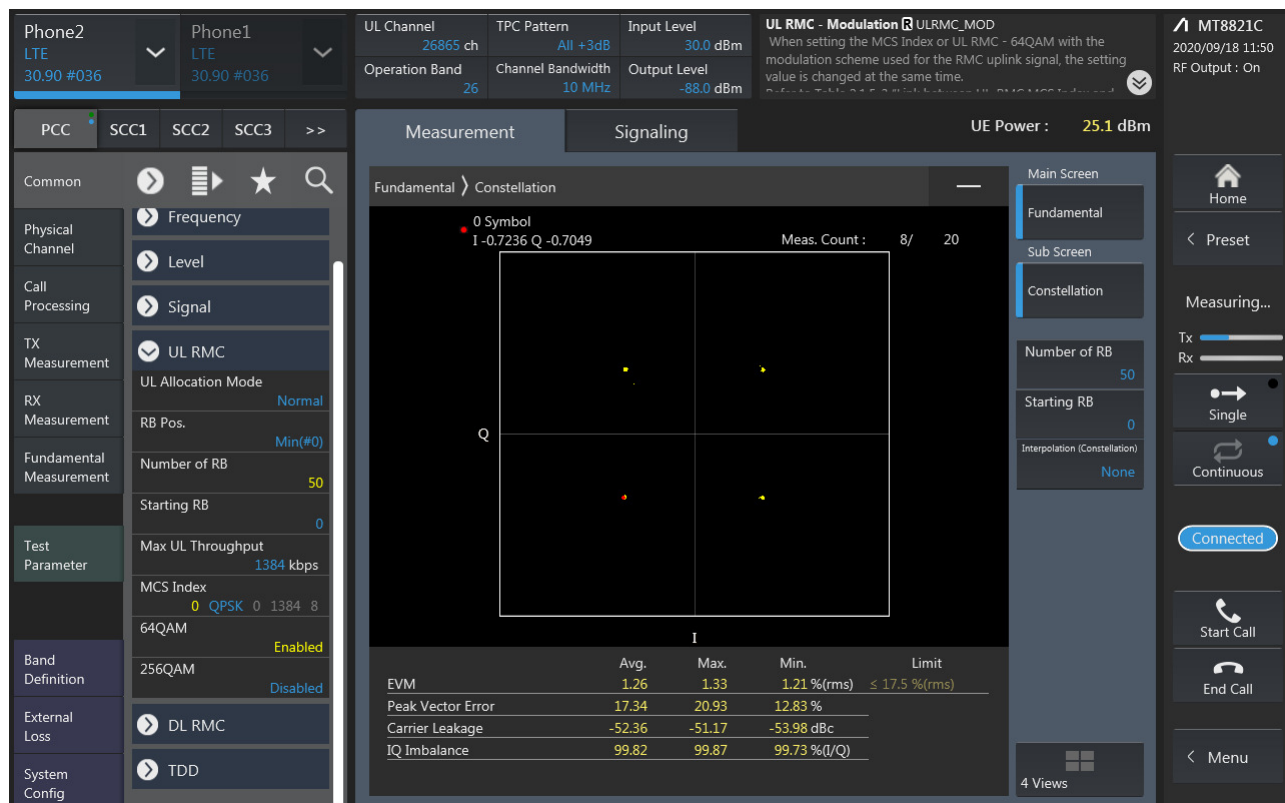 Phone2
LTE
30.90 #036
Phone1
LTE
30.90 #036
UL Channel
26865 ch
Operation Band
26
TPC Pattern
All +3dB
Channel Bandwidth
10 MHz
Input Level
30.0 dBm
Output Level
-88.0 dBm
UL RMC - Modulation R ULRMC_MOD
When setting the MCS Index or UL RMC - 64QAM with the
modulation scheme used for the RMC uplink signal, the setting
value is changed at the same time.
MT8821C
2020/09/18 11:50
RF Output : On
PCC SCC1 SCC2 SCC3 >>
Measurement
Signaling
UE Power : 25.1 dBm
Common
Physical
Channel
Call
Processing
TX
Measurement
RX
Measurement
Fundamental
Measurement
Test
Parameter
Band
Definition
External
Loss
System
Config
Frequency
Level
Signal
UL RMC
UL Allocation Mode
Normal
RB Pos.
Min(#0)
Number of RB
50
Starting RB
0
Max UL Throughput
1384 kbps
MCS Index
0 QPSK 0 1384 8
64QAM
Enabled
256QAM
Disabled
DL RMC
TDD
Fundamental Constellation
0 Symbol
I -0.7236 Q -0.7049
Meas. Count : 8/ 20
Q
I
Avg. Max. Min. Limit
EVM 1.26 1.33 1.21 %(rms) ≤ 17.5 %(rms)
Peak Vector Error 17.34 20.93 12.83 %
Carrier Leakage -52.36 -51.17 -53.98 dBc
IQ Imbalance 99.82 99.87 99.73 %(I/Q)
Main Screen
Fundamental
Sub Screen
Constellation
Number of RB
50
Starting RB
0
Interpolation (Constellation)
None
4 Views
Home
< Preset
Measuring...
Tx
Rx
Single
Continuous
Connected
Start Call
End Call
< Menu